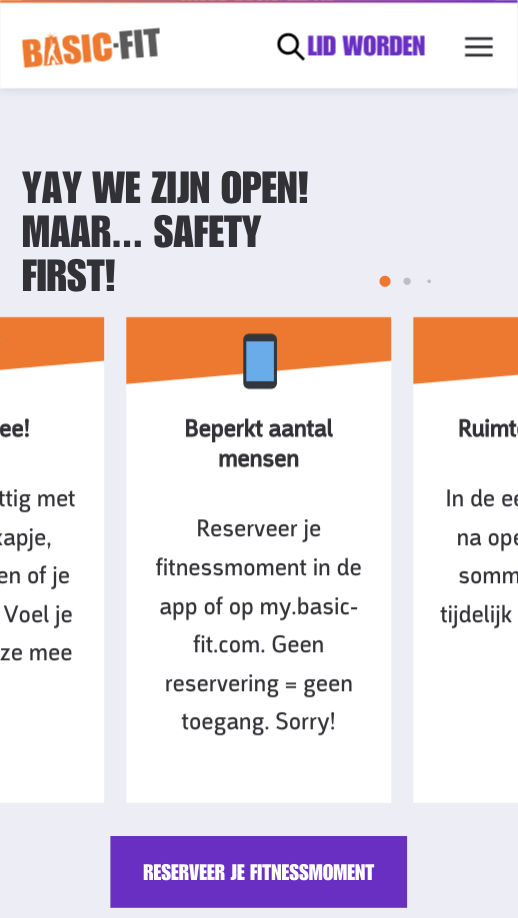 BASIC-FIT
LID WORDEN
YAY WE ZIJN OPEN!
MAAR... SAFETY
FIRST!
ee!
ttig met
apje,
en of je
Voel je
ze mee
Beperkt aantal
mensen
Reserveer je
fitnessmoment in de
app of op my.basic-
fit.com. Geen
reservering = geen
toegang. Sorry!
Ruimt
In de ee
na ope
somm
tijdelijk
RESERVEER JE FITNESSMOMENT